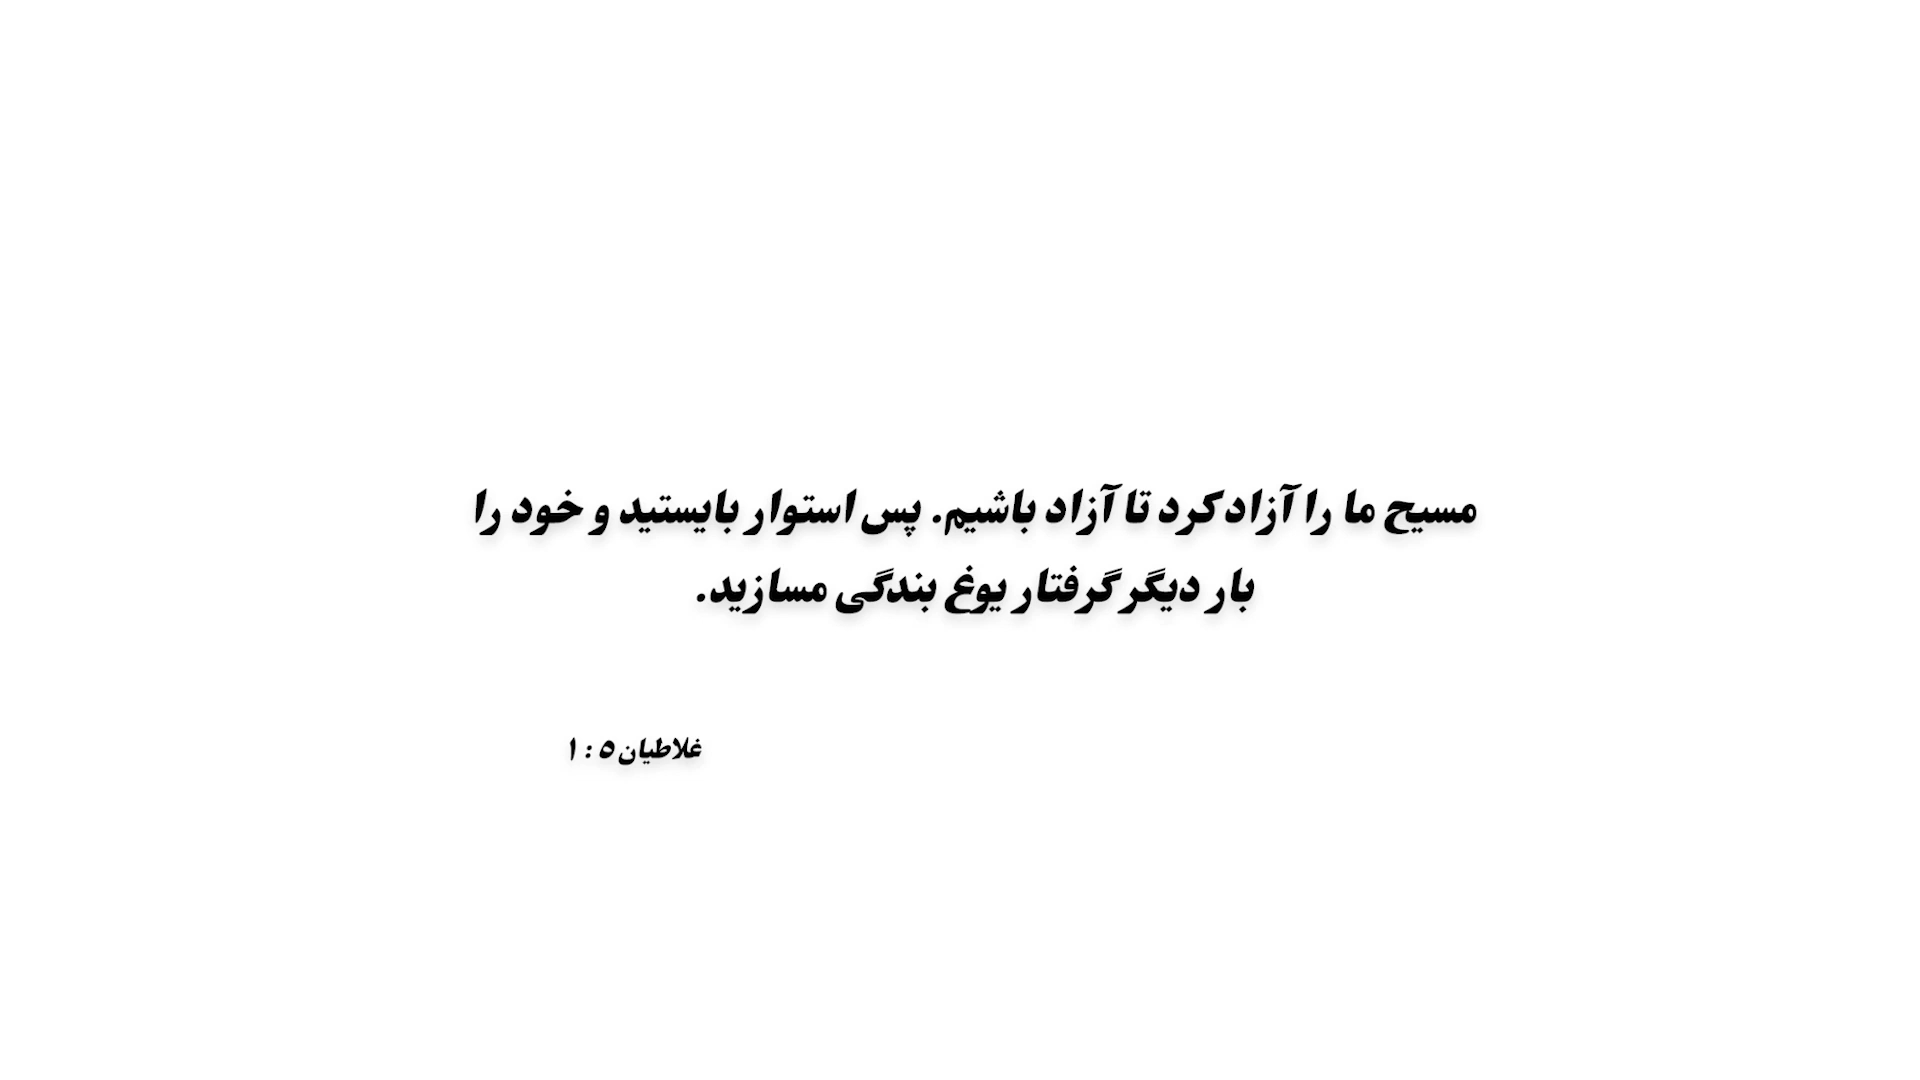 مسیح ما را آزاد کرد تا آزاد باشیم. پس استوار بایستید و خود را
بار دیگر گرفتار یوغ بندگی مسازید.
غلاطیان ۵ : ۱